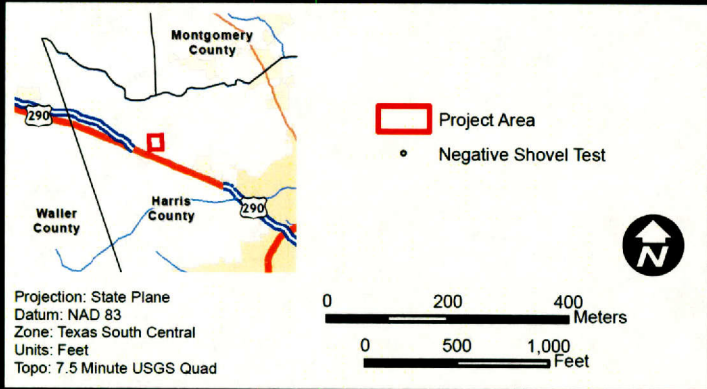 Montgomery
County
290
Waller
County
Harris
County
290
Project Area
Negative Shovel Test
N
Projection: State Plane
Datum: NAD 83
Zone: Texas South Central
Units: Feet
Topo: 7.5 Minute USGS Quad
0 200 400
Meters
0 500 1,000
Feet